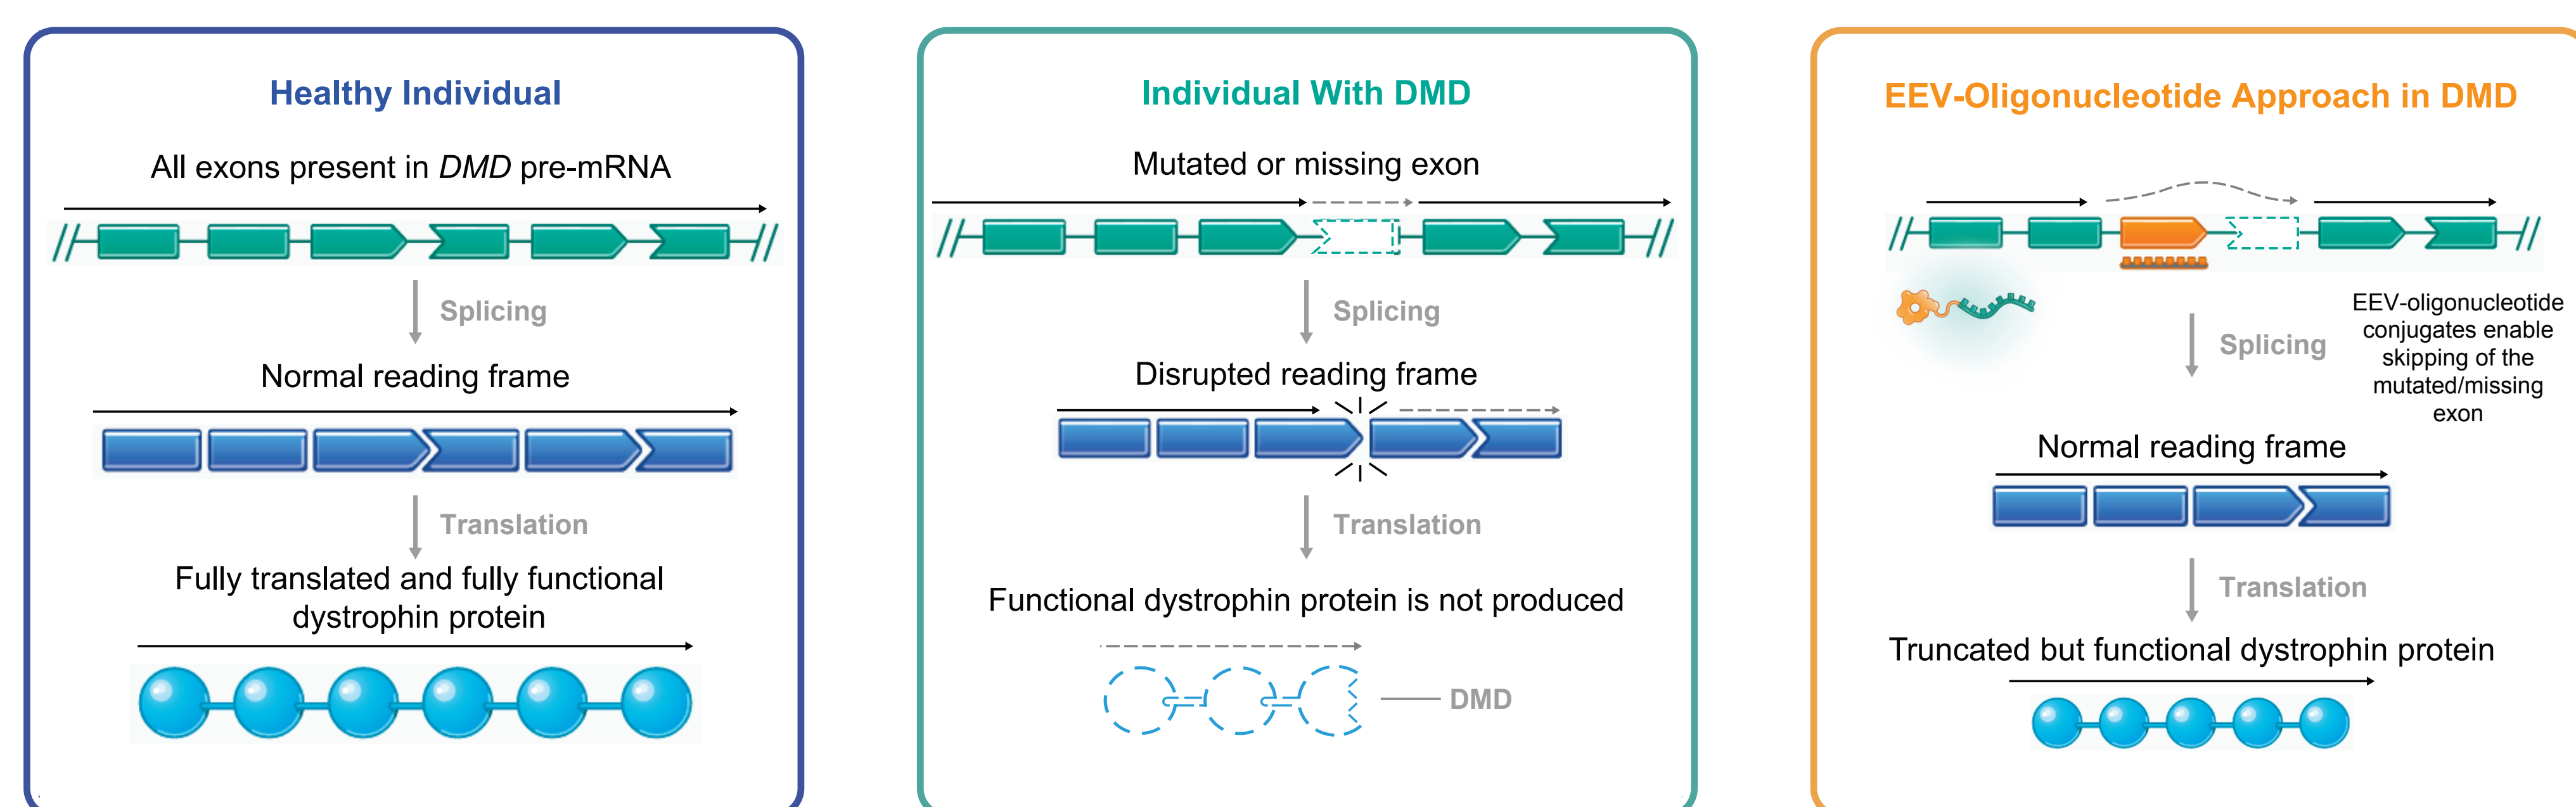 Healthy Individual
All exons present in DMD pre-mRNA
Splicing
Normal reading frame
Translation
Fully translated and fully functional
dystrophin protein
Individual With DMD
Mutated or missing exon
Splicing
Disrupted reading frame
Translation
Functional dystrophin protein is not produced
DMD
EEV-Oligonucleotide Approach in DMD
EEV-oligonucleotide
conjugates enable
skipping of the
mutated/missing
exon
Splicing
Normal reading frame
Translation
Truncated but functional dystrophin protein